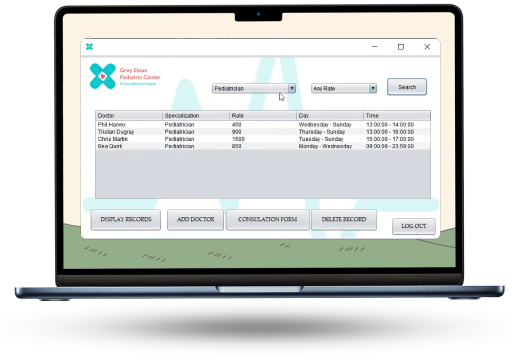 Grey Sloan
Pediatric Center
Pediatrician Any Rate Search
Doctor Specialization Rate Day Time
Phil Harvey Pediatrician 450 Wednesday - Sunday 13:00:00 - 14:00:00
Tristan Dugray Pediatrician 900 Thursday - Sunday 13:00:00 - 16:00:00
Chris Martin Pediatrician 1500 Tuesday - Sunday 15:00:00 - 17:00:00
Bea Quirit Pediatrician 850 Monday - Wednesday 09:00:00 - 23:59:00
DISPLAY RECORDS ADD DOCTOR CONSULATION FORM DELETE RECORD LOG OUT